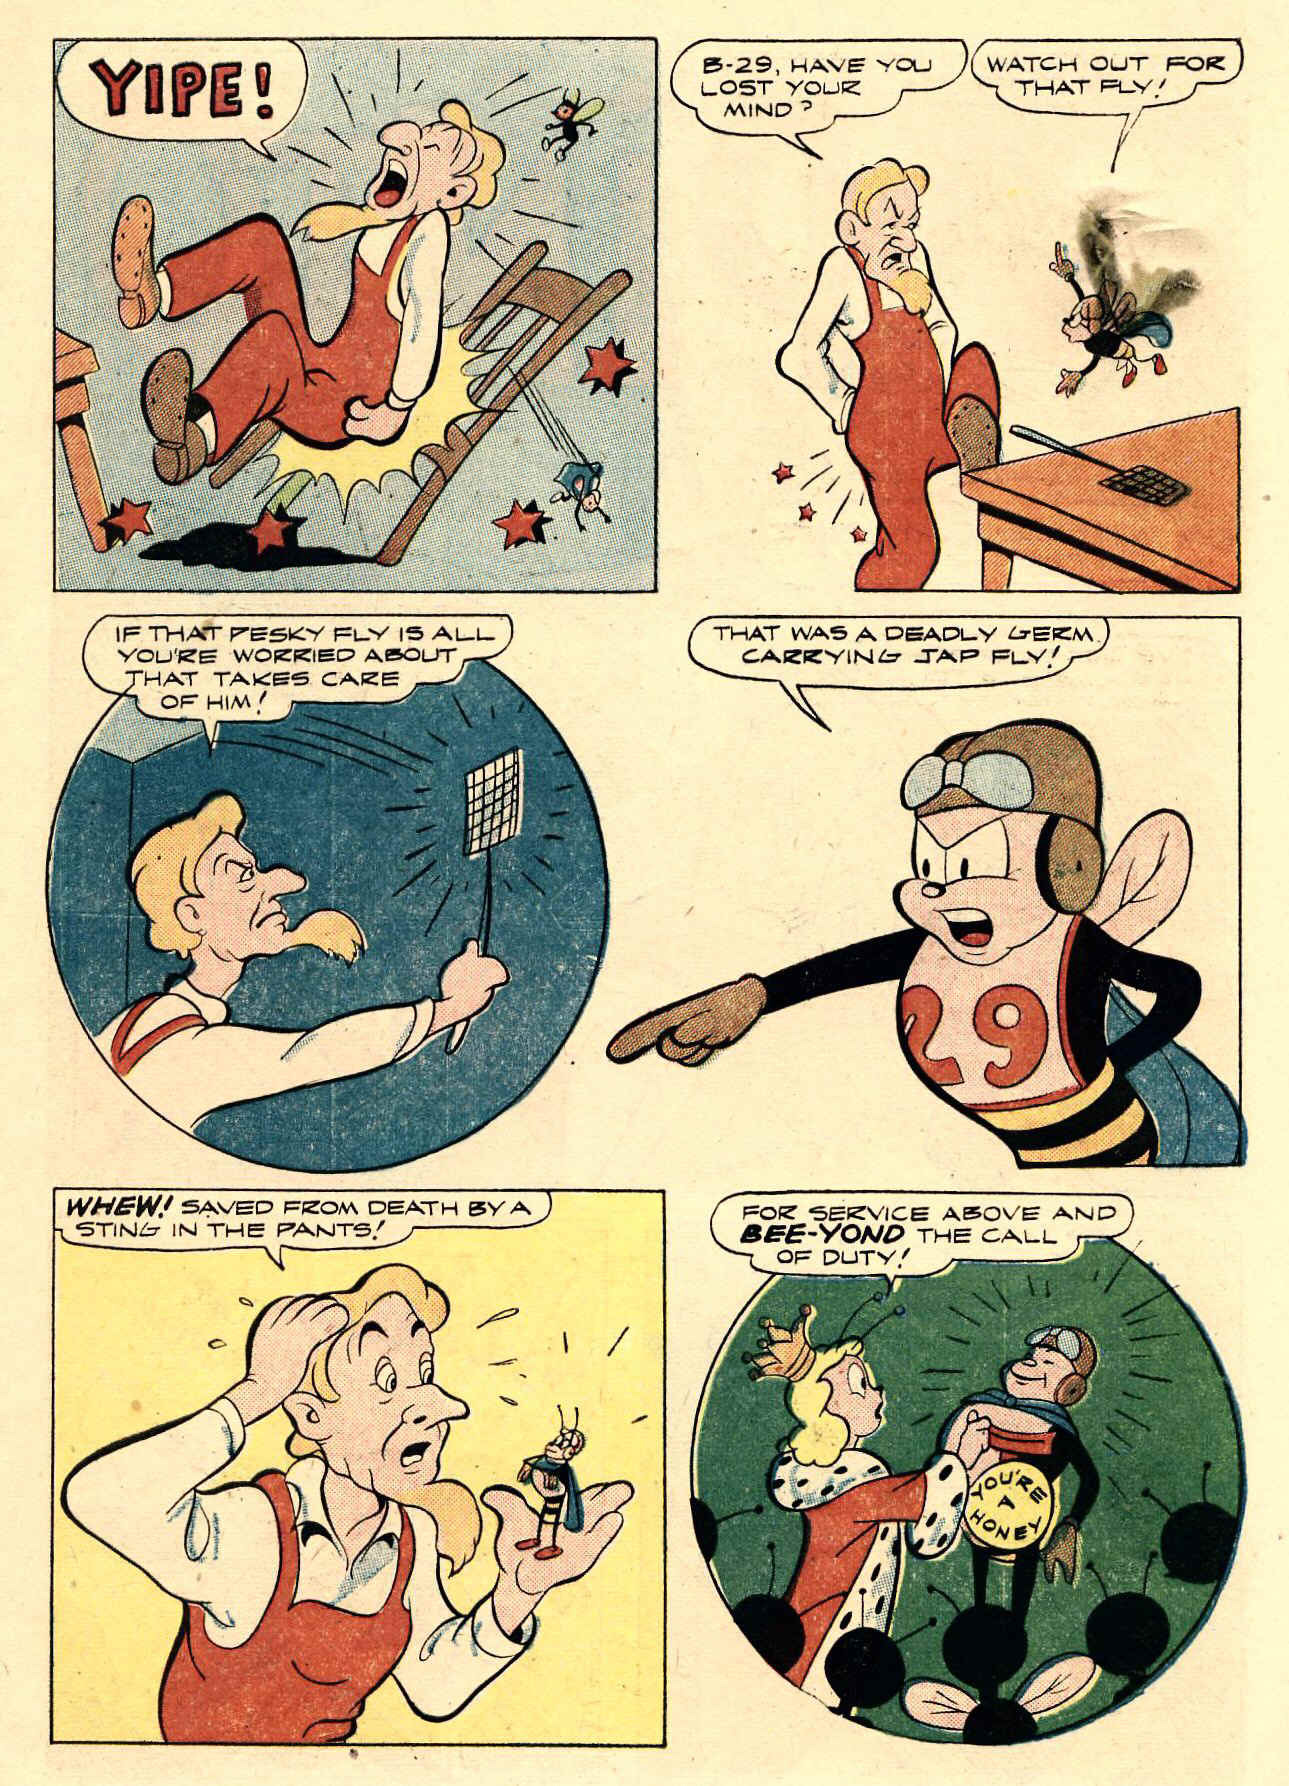 YIPE!
B-29, HAVE YOU
LOST YOUR
MIND?
WATCH OUT FOR
THAT FLY!
IF THAT PESKY FLY IS ALL
YOU'RE WORRIED ABOUT
THAT TAKES CARE
OF HIM!
THAT WAS A DEADLY GERM
CARRYING JAP FLY!
29
WHEW! SAVED FROM DEATH BY A
STING IN THE PANTS!
FOR SERVICE ABOVE AND
BEE-YOND THE CALL
OF DUTY!
YOU'RE
A
HONEY